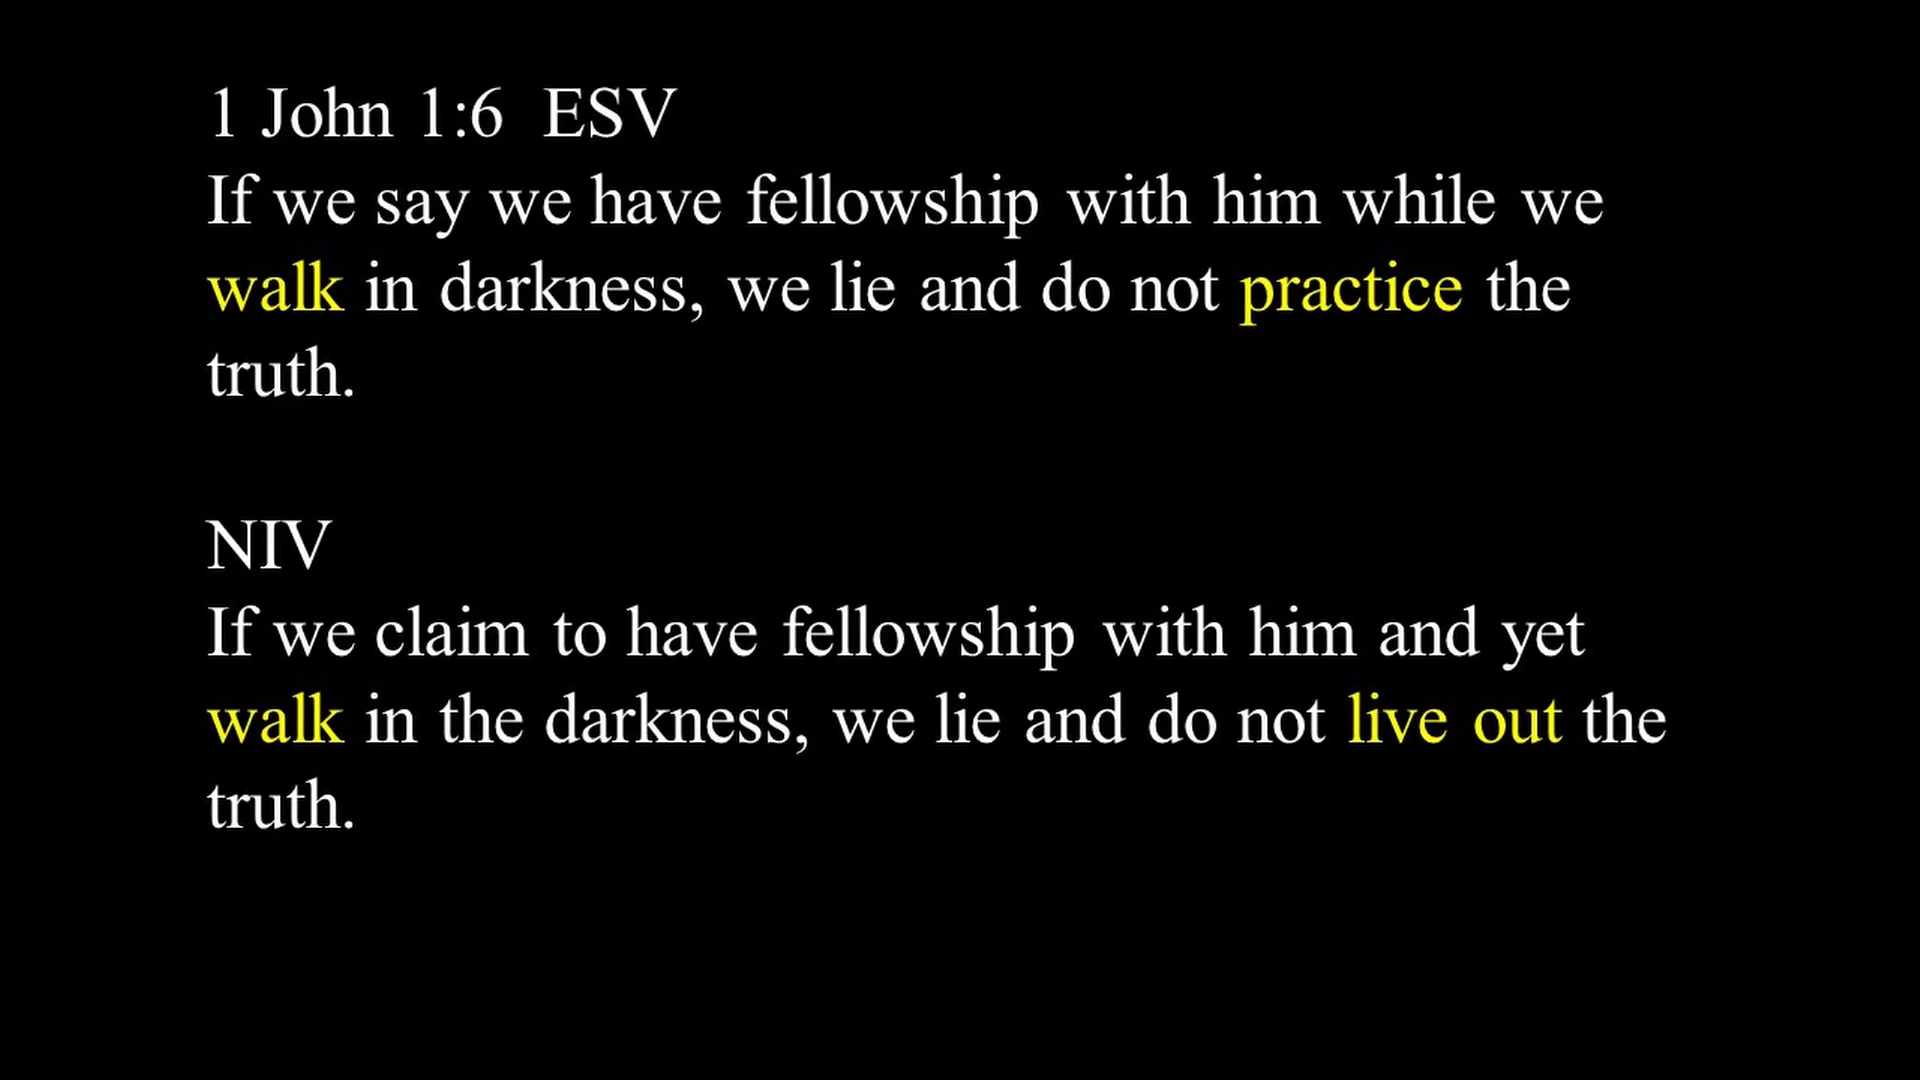 1 John 1:6  ESV
If we say we have fellowship with him while we
walk in darkness, we lie and do not practice the
truth.
NIV
If we claim to have fellowship with him and yet
walk in the darkness, we lie and do not live out the
truth.